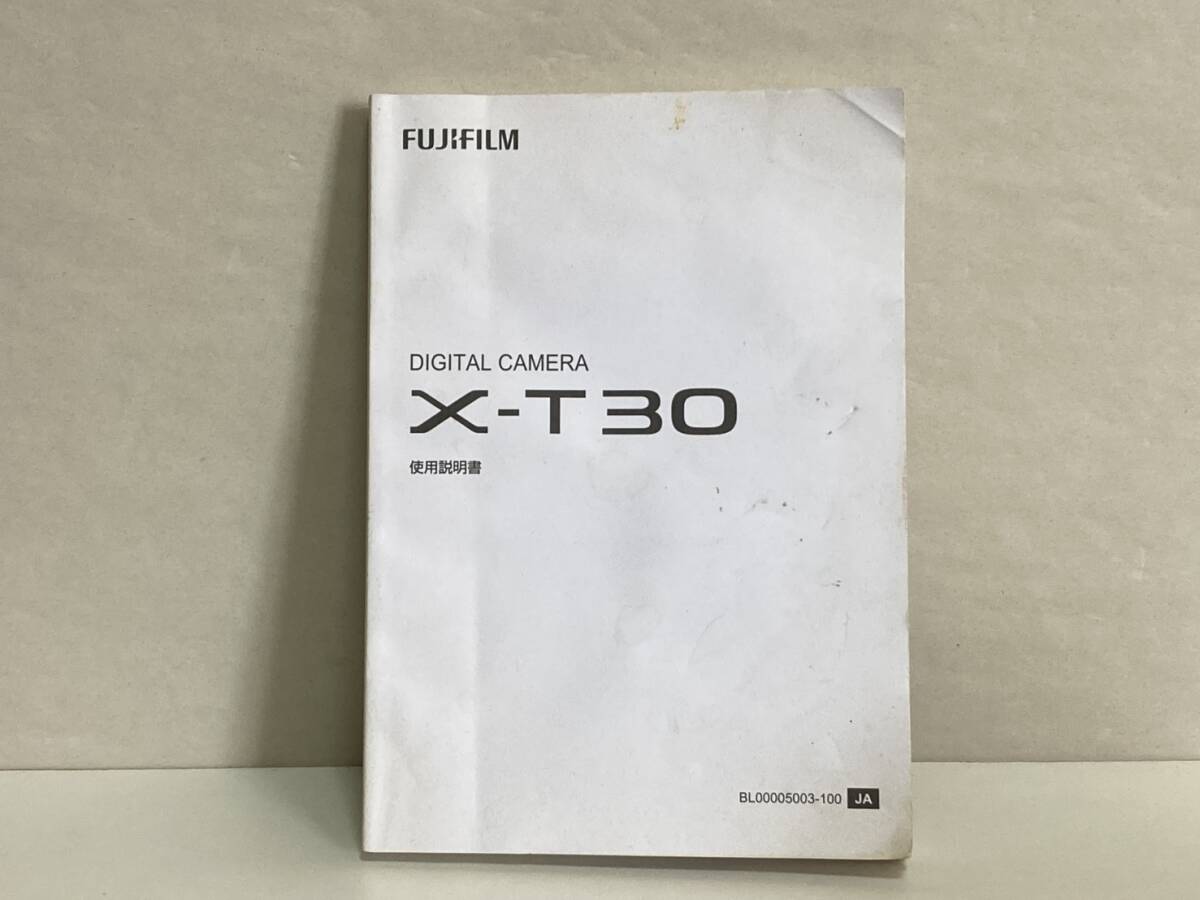 FUJIFILM
DIGITAL CAMERA
X-T30
使用説明書
BL00005003-100 JA